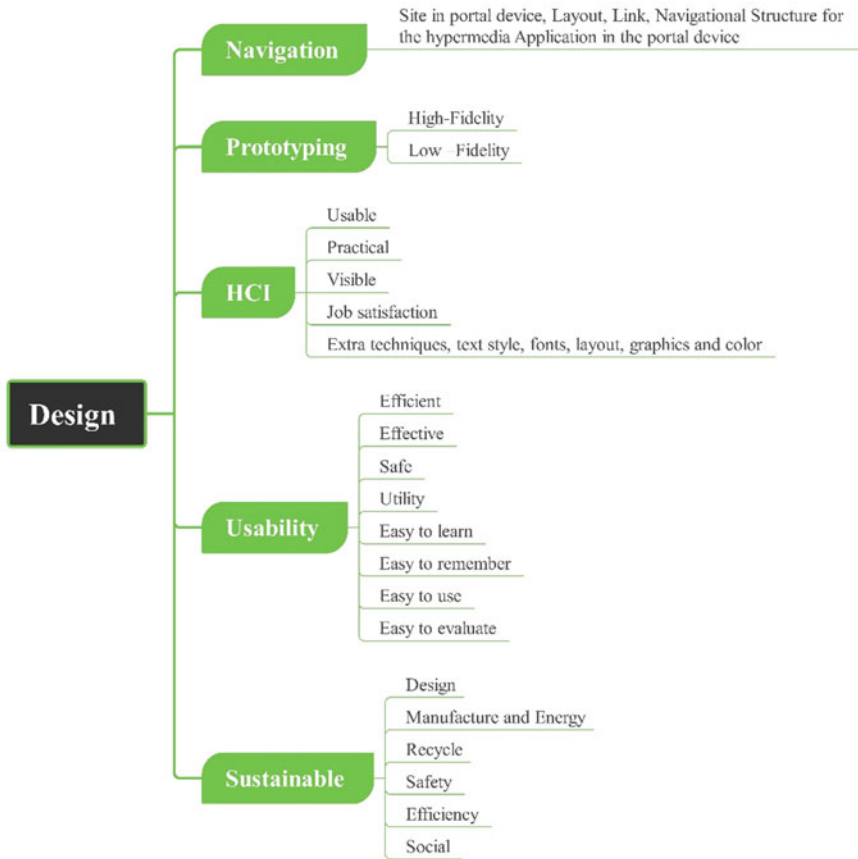 Site in portal device, Layout, Link, Navigational Structure for
the hypermedia Application in the portal device
Navigation
High-Fidelity
Prototyping
Low –Fidelity
Usable
Practical
Visible
HCI
Job satisfaction
Extra techniques, text style, fonts, layout, graphics and color
Design
Efficient
Effective
Safe
Utility
Usability
Easy to learn
Easy to remember
Easy to use
Easy to evaluate
Design
Manufacture and Energy
Recycle
Sustainable
Safety
Efficiency
Social